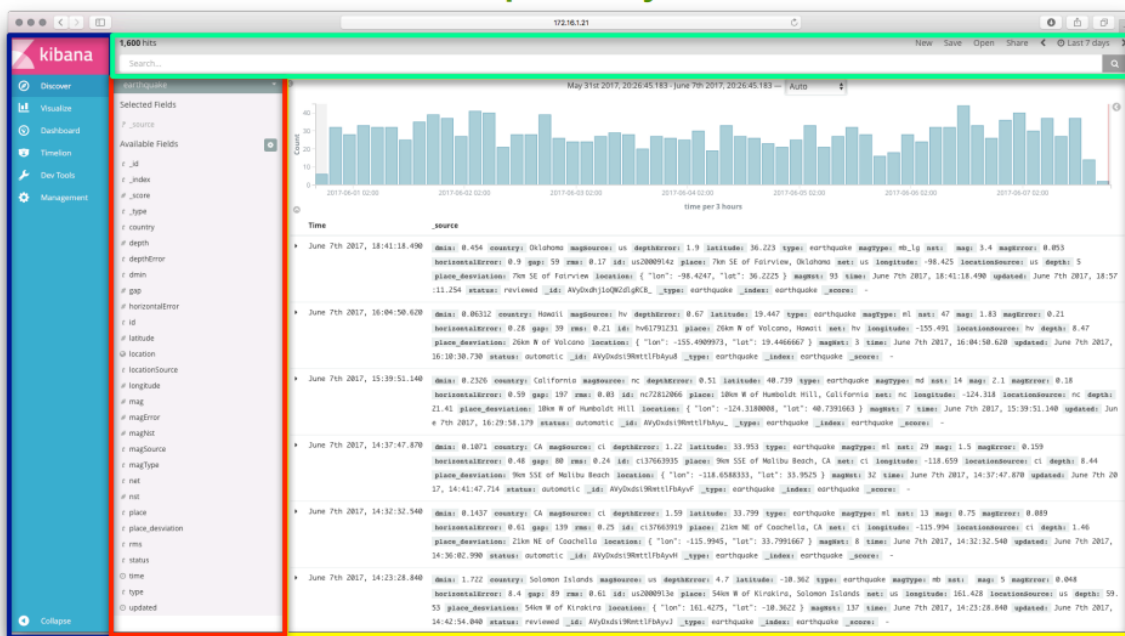 172.16.1.21
kibana
1,600 hits
New Save Open Share Last 7 days
Search...
Discover
Visualize
Dashboard
Timelion
Dev Tools
Management
Collapse
earthquake
Selected Fields
? _source
Available Fields
t _id
t _index
# _score
t _type
t country
# depth
t depthError
t dmin
# gap
# horizontalError
t id
# latitude
location
t locationSource
# longitude
# mag
t magError
# magNst
t magSource
t magType
t net
# nst
t place
t place_desviation
t rms
t status
time
t type
updated
May 31st 2017, 20:26:45.183 - June 7th 2017, 20:26:45.183 — Auto
Count
40
30
20
10
0
2017-06-01 02:00 2017-06-02 02:00 2017-06-03 02:00 2017-06-04 02:00 2017-06-05 02:00 2017-06-06 02:00 2017-06-07 02:00
time per 3 hours
Time _source
June 7th 2017, 18:41:18.490 dmin: 0.454 country: Oklahoma magSource: us depthError: 1.9 latitude: 36.223 type: earthquake magType: mb_lg nst: mag: 3.4 magError: 0.053
horizontalError: 0.9 gap: 59 rms: 0.17 id: us20009l4z place: 7km SE of Fairview, Oklahoma net: us longitude: -98.425 locationSource: us depth: 5
place_desviation: 7km SE of Fairview location: { "lon": -98.4247, "lat": 36.2225 } magNst: 93 time: June 7th 2017, 18:41:18.490 updated: June 7th 2017, 18:57
:11.254 status: reviewed _id: _type: earthquake _index: earthquake _score: -
June 7th 2017, 16:04:50.620 dmin: 0.06312 country: Hawaii magSource: hv depthError: 0.67 latitude: 19.447 type: earthquake magType: ml nst: 47 mag: 1.83 magError: 0.21
horizontalError: 0.28 gap: 39 rms: 0.21 id: hv61791231 place: 26km N of Volcano, Hawaii net: hv longitude: -155.491 locationSource: hv depth: 8.47
place_desviation: 26km N of Volcano location: { "lon": -155.4909973, "lat": 19.4466667 } magNst: 3 time: June 7th 2017, 16:04:50.620 updated: June 7th 2017,
16:10:30.730 status: automatic _id: _type: earthquake _index: earthquake _score: -
June 7th 2017, 15:39:51.140 dmin: 0.2326 country: California magSource: nc depthError: 0.51 latitude: 40.739 type: earthquake magType: md nst: 14 mag: 2.1 magError: 0.18
horizontalError: 0.59 gap: 197 rms: 0.03 id: nc72812066 place: 10km W of Humboldt Hill, California net: nc longitude: -124.318 locationSource: nc depth:
21.41 place_desviation: 10km W of Humboldt Hill location: { "lon": -124.3180008, "lat": 40.7391663 } magNst: 7 time: June 7th 2017, 15:39:51.140 updated: Jun
e 7th 2017, 16:29:58.179 status: automatic _id: _type: earthquake _index: earthquake _score: -
June 7th 2017, 14:37:47.870 dmin: 0.1071 country: CA magSource: ci depthError: 1.22 latitude: 33.953 type: earthquake magType: ml nst: 29 mag: 1.5 magError: 0.159
horizontalError: 0.48 gap: 80 rms: 0.24 id: ci37663935 place: 9km SSE of Malibu Beach, CA net: ci longitude: -118.659 locationSource: ci depth: 8.44
place_desviation: 9km SSE of Malibu Beach location: { "lon": -118.6588333, "lat": 33.9525 } magNst: 32 time: June 7th 2017, 14:37:47.870 updated: June 7th 20
17, 14:41:47.714 status: automatic _id: _type: earthquake _index: earthquake _score: -
June 7th 2017, 14:32:32.540 dmin: 0.1437 country: CA magSource: ci depthError: 1.59 latitude: 33.799 type: earthquake magType: ml nst: 13 mag: 0.75 magError: 0.089
horizontalError: 0.61 gap: 139 rms: 0.25 id: ci37663919 place: 21km NE of Coachella, CA net: ci longitude: -115.994 locationSource: ci depth: 1.46
place_desviation: 21km NE of Coachella location: { "lon": -115.9945, "lat": 33.7991667 } magNst: 8 time: June 7th 2017, 14:32:32.540 updated: June 7th 2017,
14:36:02.990 status: automatic _id: _type: earthquake _index: earthquake _score: -
June 7th 2017, 14:23:28.840 dmin: 1.722 country: Solomon Islands magSource: us depthError: 4.7 latitude: -10.362 type: earthquake magType: mb nst: mag: 5 magError: 0.048
horizontalError: 8.4 gap: 89 rms: 0.61 id: us20009l3e place: 54km W of Kirakira, Solomon Islands net: us longitude: 161.428 locationSource: us depth: 59.
53 place_desviation: 54km W of Kirakira location: { "lon": 161.4275, "lat": -10.3622 } magNst: 137 time: June 7th 2017, 14:23:28.840 updated: June 7th 2017,
14:42:54.040 status: reviewed _id: _type: earthquake _index: earthquake _score: -